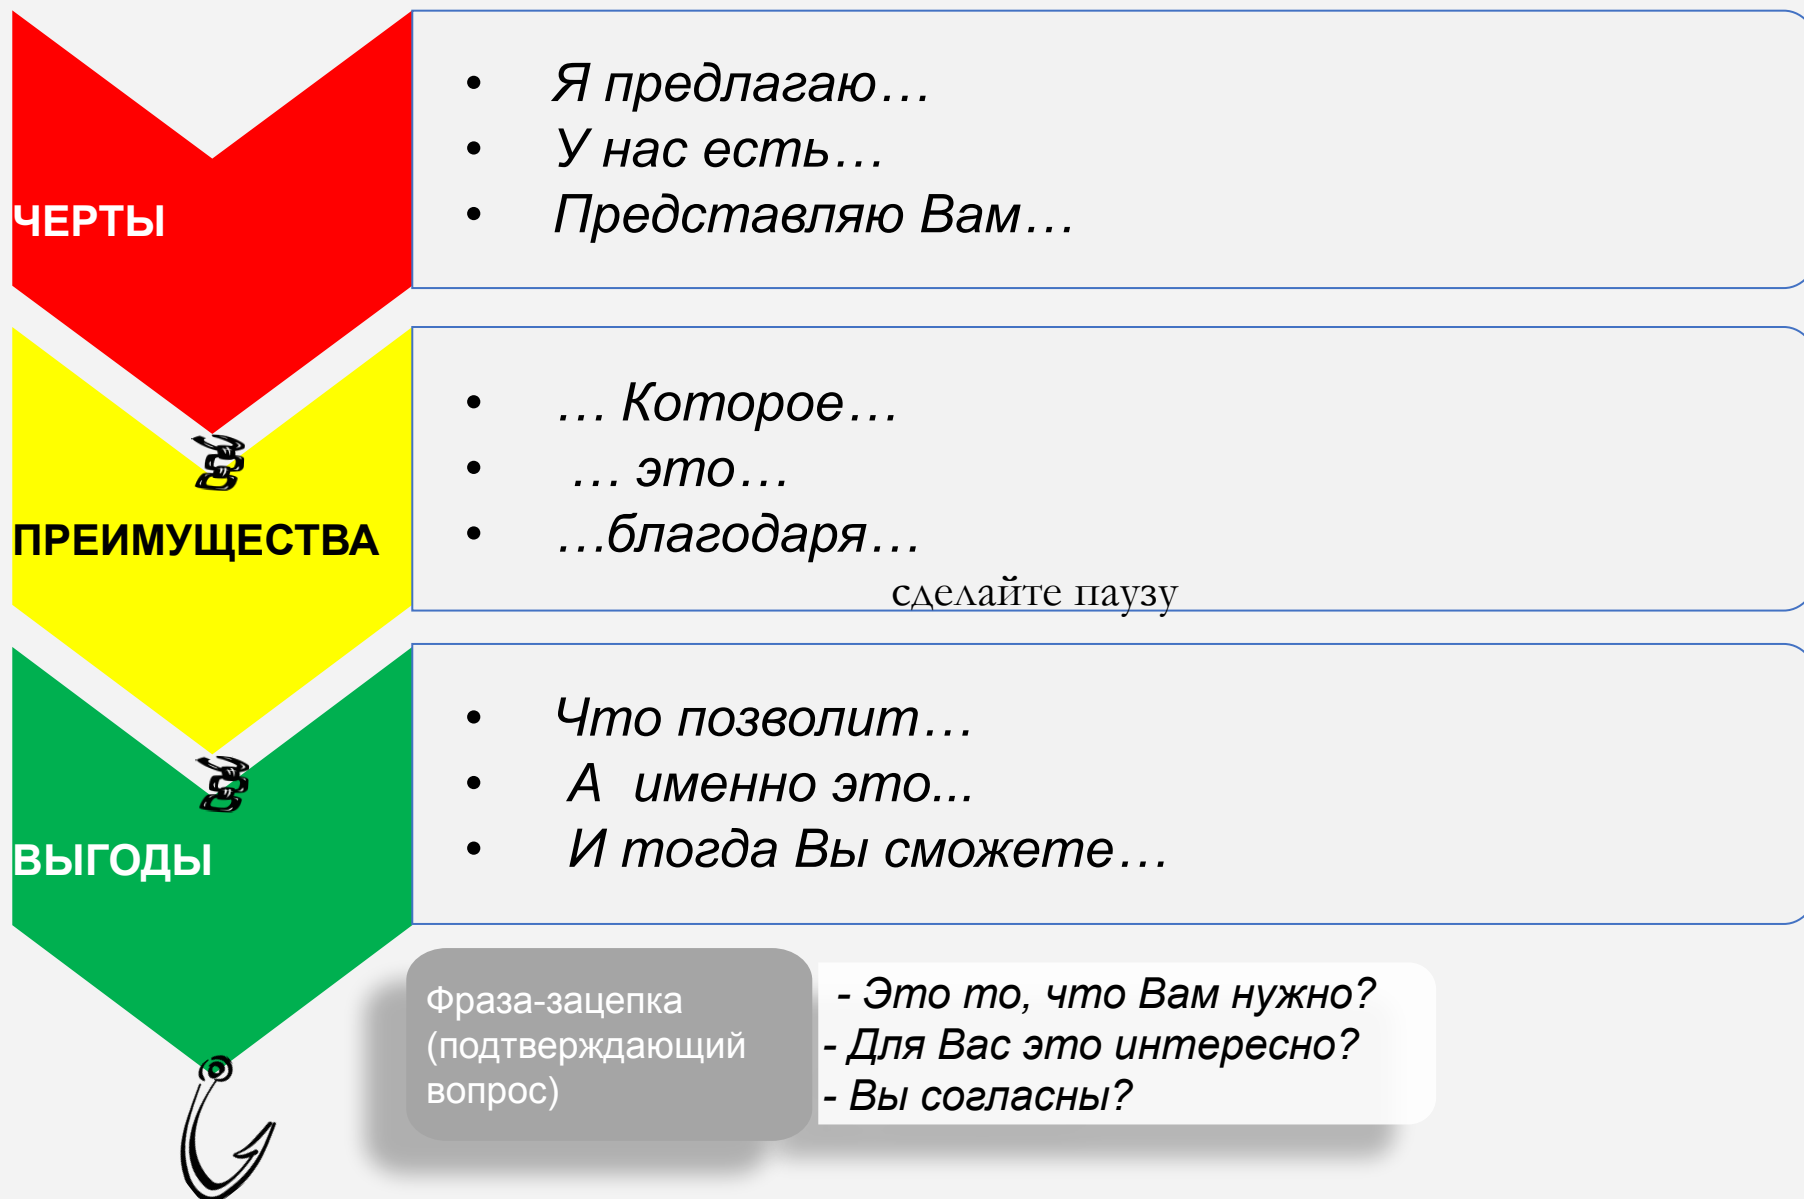 ЧЕРТЫ
• Я предлагаю…
• У нас есть…
• Представляю Вам…
ПРЕИМУЩЕСТВА
• … Которое…
• … это…
• …благодаря…
сделайте паузу
ВЫГОДЫ
• Что позволит…
• А именно это...
• И тогда Вы сможете…
Фраза-зацепка
(подтверждающий
вопрос)
- Это то, что Вам нужно?
- Для Вас это интересно?
- Вы согласны?